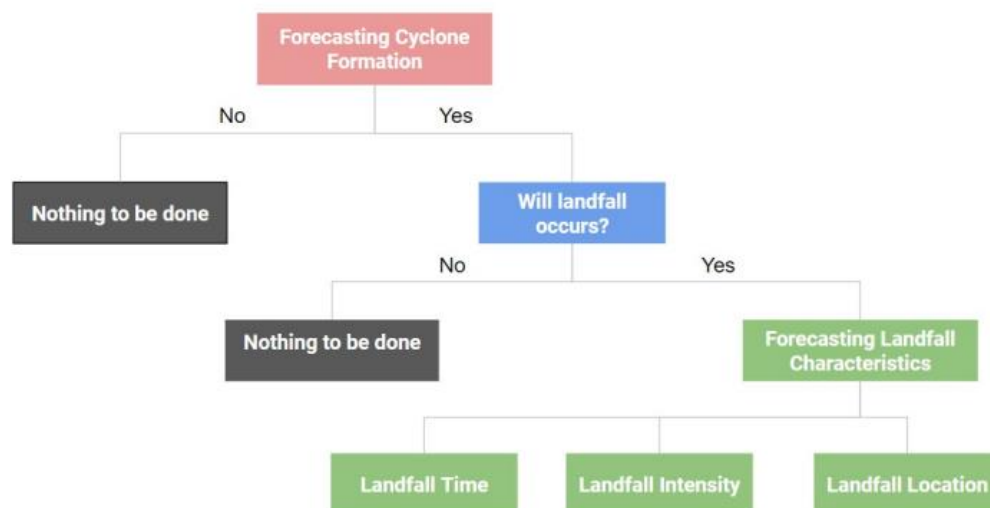 Forecasting Cyclone
Formation
No
Yes
Nothing to be done
Will landfall
occurs?
No
Yes
Nothing to be done
Forecasting Landfall
Characteristics
Landfall Time
Landfall Intensity
Landfall Location